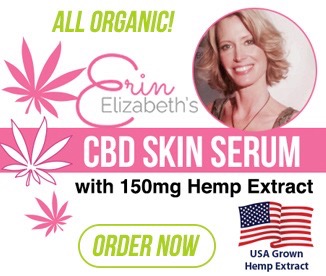 ALL ORGANIC!
Erin
Elizabeth's
CBD SKIN SERUM
with 150mg Hemp Extract
ORDER NOW
USA Grown
Hemp Extract